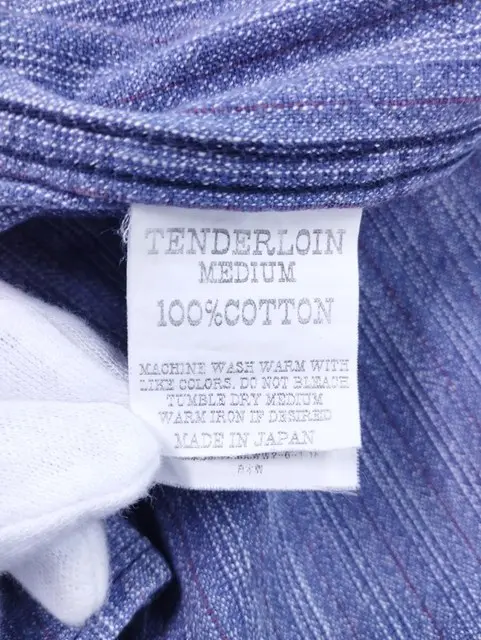 TENDERLOIN
MEDIUM
100%COTTON
MACHINE WASH WARM WITH
LIKE COLORS. DO NOT BLEACH
TUMBLE DRY MEDIUM
WARM IRON IF DESIRED
MADE IN JAPAN